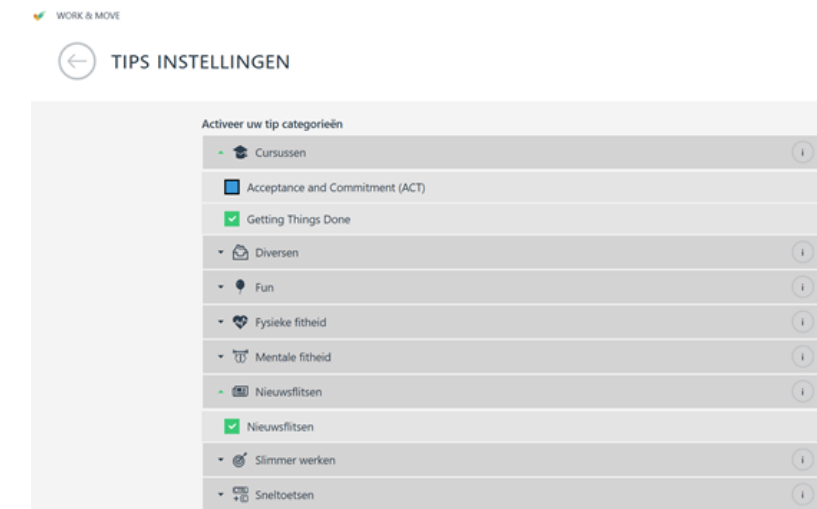 WORK & MOVE
TIPS INSTELLINGEN
Activeer uw tip categorieën
Cursussen
i
Acceptance and Commitment (ACT)
Getting Things Done
Diversen
i
Fun
i
Fysieke fitheid
i
Mentale fitheid
i
Nieuwsflitsen
i
Nieuwsflitsen
Slimmer werken
i
Sneltoetsen
i